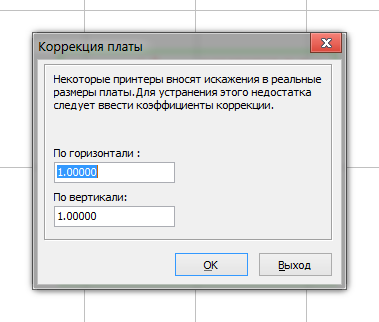 Коррекция платы
Некоторые принтеры вносят искажения в реальные
размеры платы.Для устранения этого недостатка
следует ввести коэффициенты коррекции.
По горизонтали :
1.00000
По вертикали:
1.00000
OK
Выход